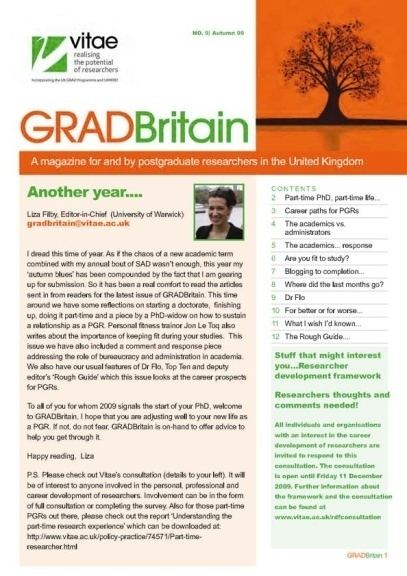 vitae
realising
the potential
of researchers
Incorporating the UK GRAD Programme and UKHERD
NO. 9| Autumn 09
GRADBritain
A magazine for and by postgraduate researchers in the United Kingdom
Another year....
Liza Filby, Editor-in-Chief (University of Warwick)
gradbritain@vitae.ac.uk
I dread this time of year. As if the chaos of a new academic term
combined with my annual bout of SAD wasn't enough, this year my
'autumn blues' has been compounded by the fact that I am gearing
up for submission. So it has been a real comfort to read the articles
sent in from readers for the latest issue of GRADBritain. This time
around we have some reflections on starting a doctorate, finishing
up, doing it part-time and a piece by a PhD-widow on how to sustain
a relationship as a PGR. Personal fitness trainor Jon Le Toq also
writes about the importance of keeping fit during your studies. This
issue we have also included a comment and response piece
addressing the role of bureaucracy and administration in academia.
We also have our usual features of Dr Flo, Top Ten and deputy
editor's 'Rough Guide' which this issue looks at the career prospects
for PGRs.
To all of you for whom 2009 signals the start of your PhD, welcome
to GRADBritain, I hope that you are adjusting well to your new life as
a PGR. If not, do not fear, GRADBritain is on-hand to offer advice to
help you get through it.
Happy reading, Liza
P.S. Please check out Vitae's consultation (details to your left). It will
be of interest to anyone involved in the personal, professional and
career development of researchers. Involvement can be in the form
of full consultation or completing the survey. Also for those part-time
PGRs out there, please check out the report 'Understanding the
part-time research experience' which can be downloaded at:
http://www.vitae.ac.uk/policy-practice/74571/Part-time-
researcher.html
CONTENTS
2 Part-time PhD, part-time life...
3 Career paths for PGRs
4 The academics vs.
administrators
5 The academics... response
6 Are you fit to study?
7 Blogging to completion...
8 Where did the last months go?
9 Dr Flo
10 For better or for worse...
11 What I wish I'd known...
12 The Rough Guide....
Stuff that might interest
you...Researcher
development framework
Researchers thoughts and
comments needed!
All individuals and organisations
with an interest in the career
development of researchers are
invited to respond to this
consultation. The consultation
is open until Friday 11 December
2009. Further information about
the framework and the consultation
can be found at
www.vitae.ac.uk/rdfconsultation
GRADBritain 1